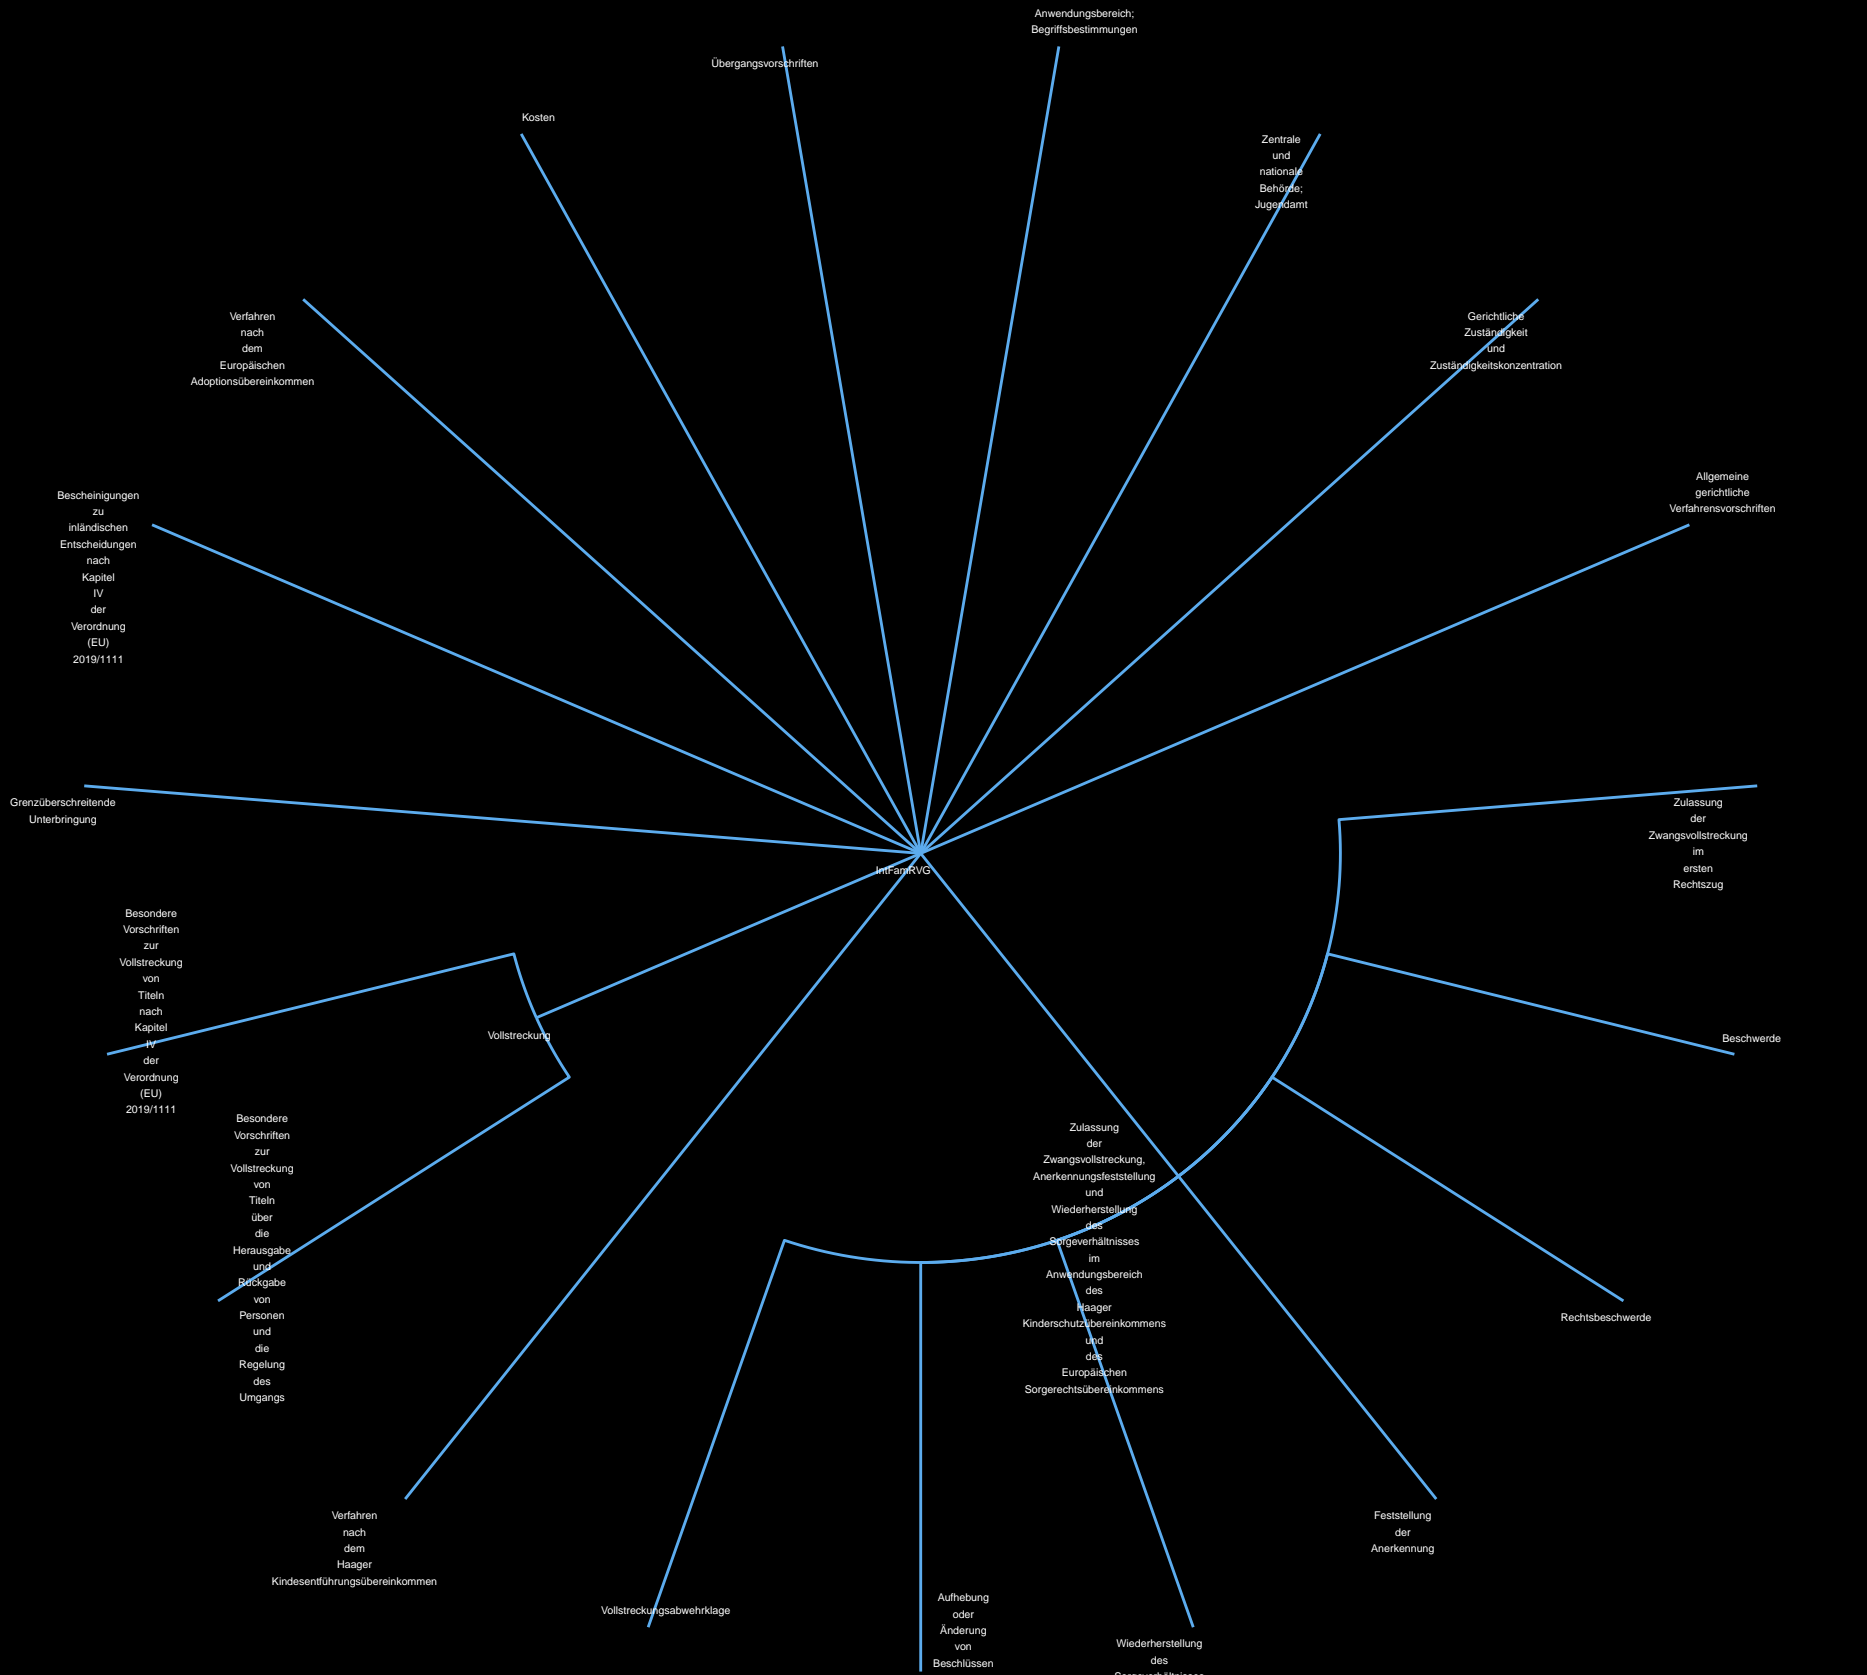 Anwendungsbereich;
Begriffsbestimmungen
Übergangsvorschriften
Kosten
Zentrale
und
nationale
Behörde;
Jugendamt
Verfahren
nach
dem
Europäischen
Adoptionsübereinkommen
Gerichtliche
Zuständigkeit
und
Zuständigkeitskonzentration
Allgemeine
gerichtliche
Verfahrensvorschriften
Bescheinigungen
zu
inländischen
Entscheidungen
nach
Kapitel
IV
der
Verordnung
(EU)
2019/1111
Grenzüberschreitende
Unterbringung
Zulassung
der
Zwangsvollstreckung
im
ersten
Rechtszug
IntFamRVG
Besondere
Vorschriften
zur
Vollstreckung
von
Titeln
nach
Kapitel
IV
der
Verordnung
(EU)
2019/1111
Vollstreckung
Beschwerde
Besondere
Vorschriften
zur
Vollstreckung
von
Titeln
über
die
Herausgabe
und
Rückgabe
von
Personen
und
die
Regelung
des
Umgangs
Zulassung
der
Zwangsvollstreckung,
Anerkennungsfeststellung
und
Wiederherstellung
des
Sorgeverhältnisses
im
Anwendungsbereich
des
Haager
Kinderschutzübereinkommens
und
des
Europäischen
Sorgerechtsübereinkommens
Rechtsbeschwerde
Verfahren
nach
dem
Haager
Kindesentführungsübereinkommen
Feststellung
der
Anerkennung
Vollstreckungsabwehrklage
Aufhebung
oder
Änderung
von
Beschlüssen
Wiederherstellung
des